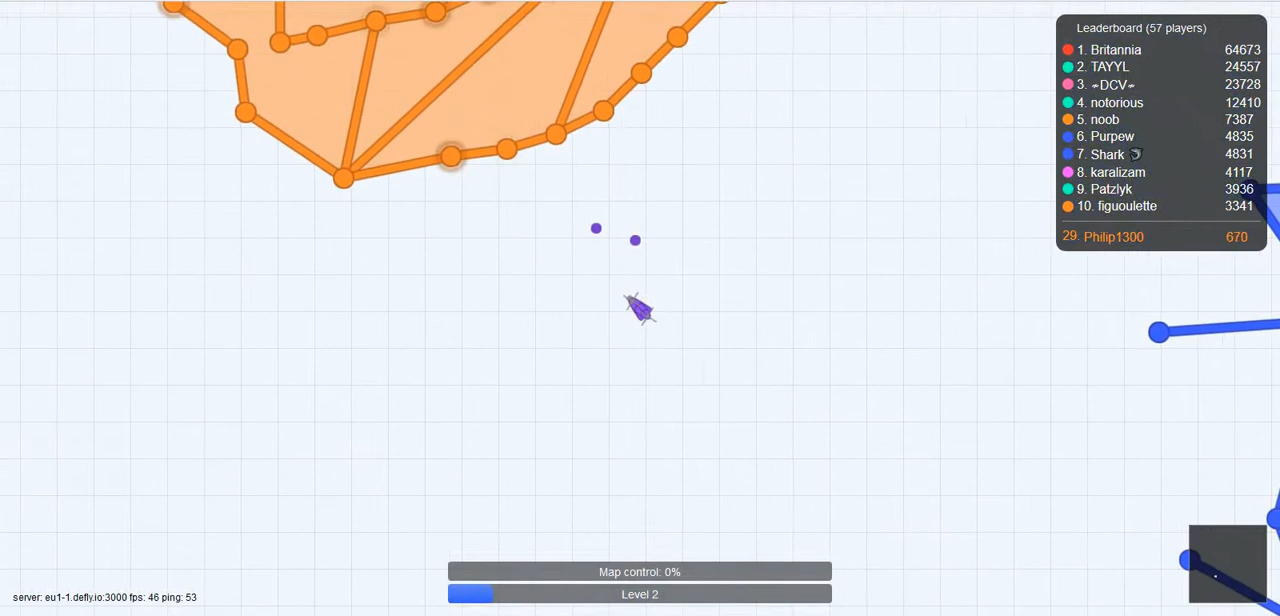 Leaderboard (57 players)
1. Britannia 64673
2. TAYYL 24557
3. ⌁DCV⌁ 23728
4. notorious 12410
5. noob 7387
6. Purpew 4835
7. Shark 4831
8. karalizam 4117
9. Patzlyk 3936
10. figuoulette 3341
29. Philip1300 670
Map control: 0%
Level 2
server: eu1-1.defly.io:3000 fps: 46 ping: 53